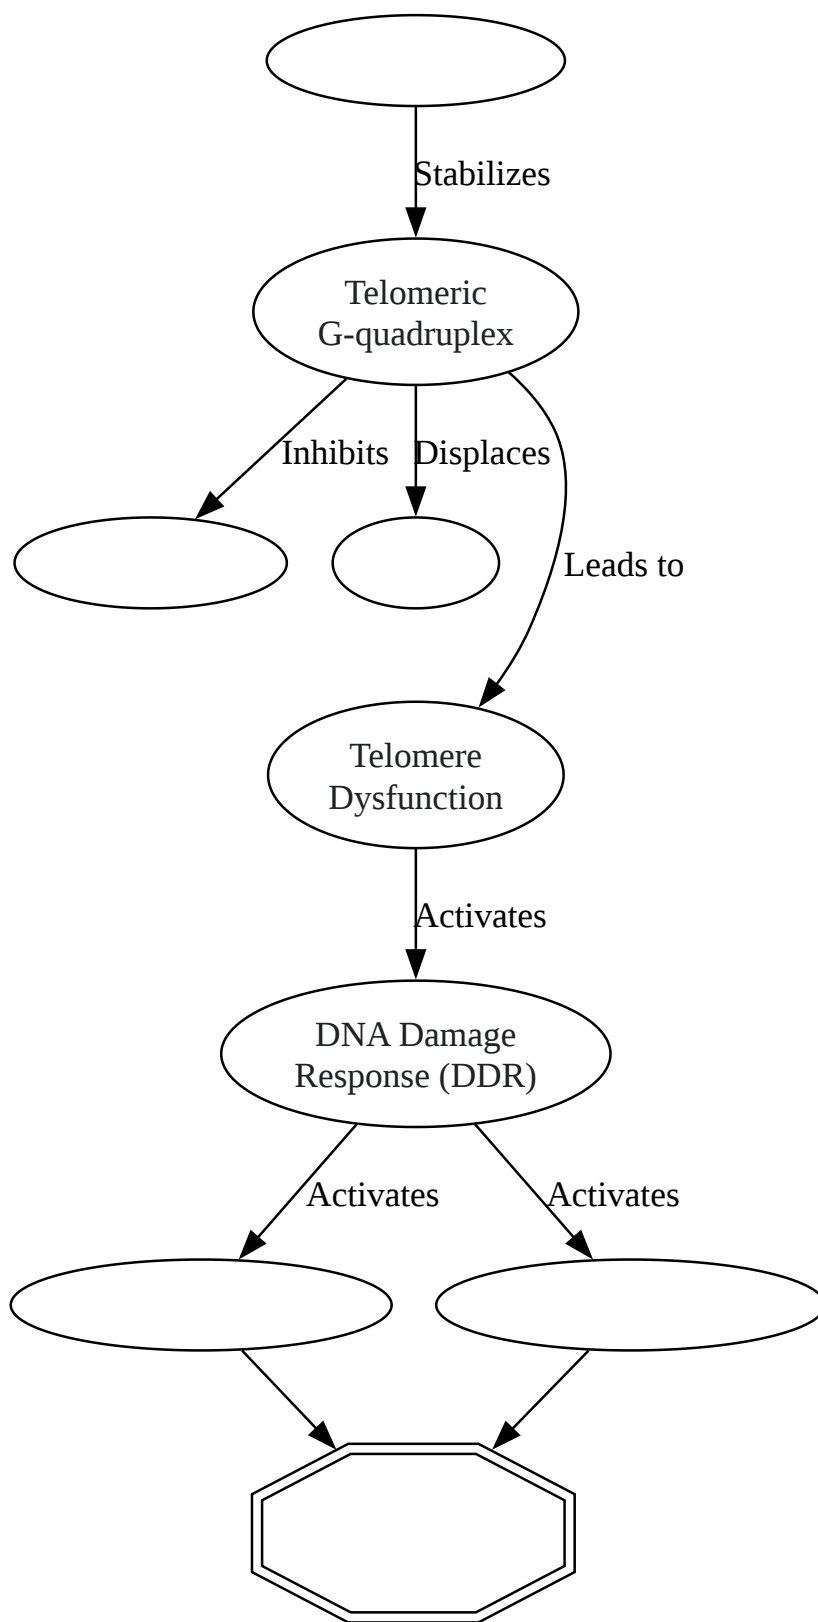 Stabilizes
Telomeric
G-quadruplex
Inhibits
Displaces
Leads to
Telomere
Dysfunction
Activates
DNA Damage
Response (DDR)
Activates
Activates